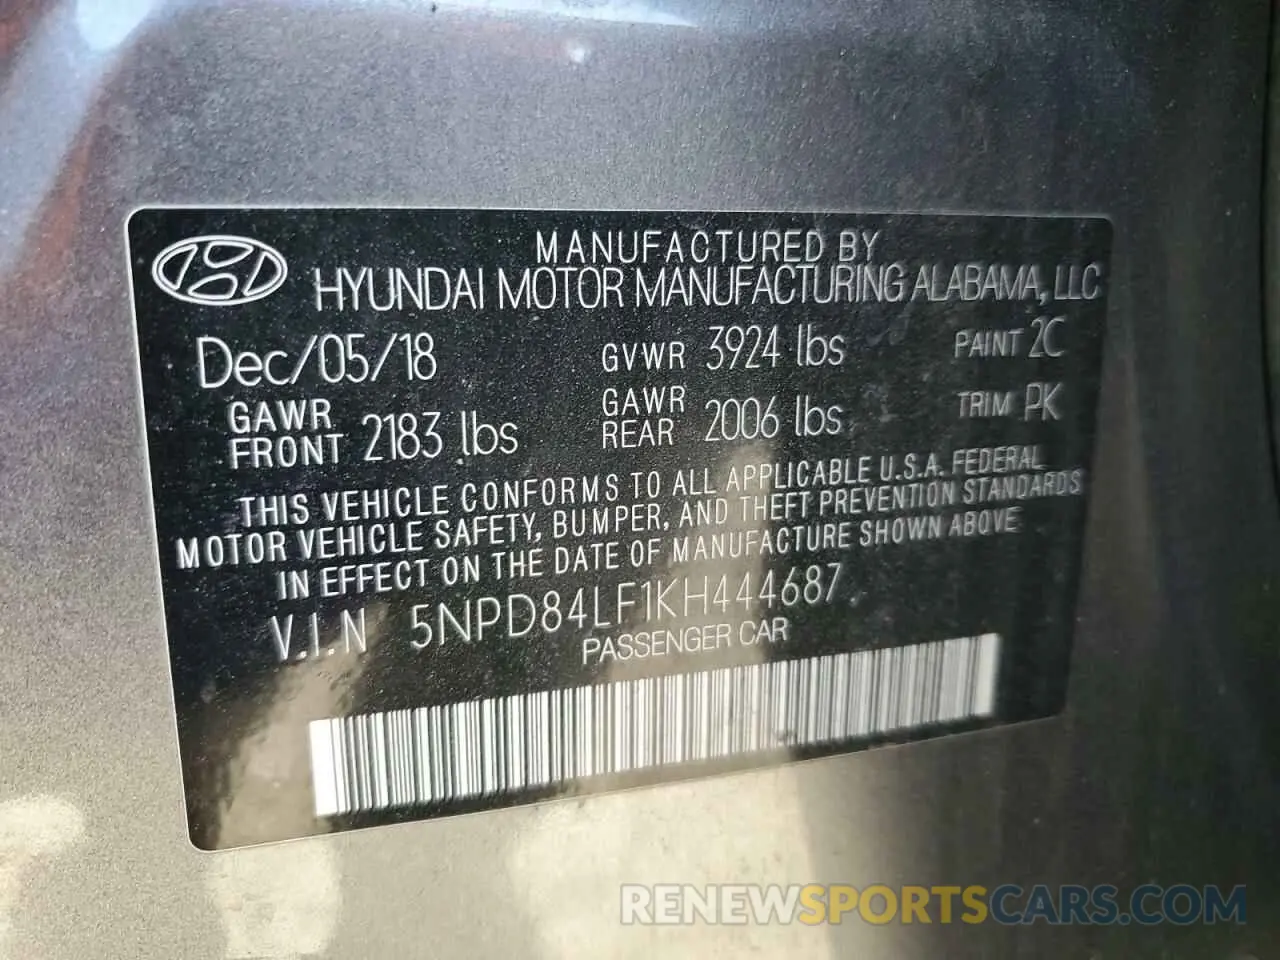 MANUFACTURED BY
HYUNDAI MOTOR MANUFACTURING ALABAMA, LLC
Dec/05/18 GVWR 3924 lbs PAINT 2C
GAWR FRONT 2183 lbs GAWR REAR 2006 lbs TRIM PK
THIS VEHICLE CONFORMS TO ALL APPLICABLE U.S.A. FEDERAL
MOTOR VEHICLE SAFETY, BUMPER, AND THEFT PREVENTION STANDARDS
IN EFFECT ON THE DATE OF MANUFACTURE SHOWN ABOVE
V.I.N 5NPD84LF1KH444687
PASSENGER CAR
RENEWSPORTSCARS.COM